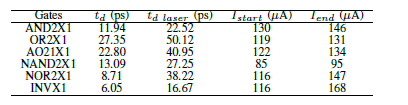 Gates t_d (ps) t_d laser (ps) I_start (μA) I_end (μA)
AND2X1 11.94 22.52 130 146
OR2X1 27.35 50.12 119 131
AO21X1 22.80 40.95 122 134
NAND2X1 13.09 27.25 85 95
NOR2X1 8.71 38.22 116 147
INVX1 6.05 16.67 116 168